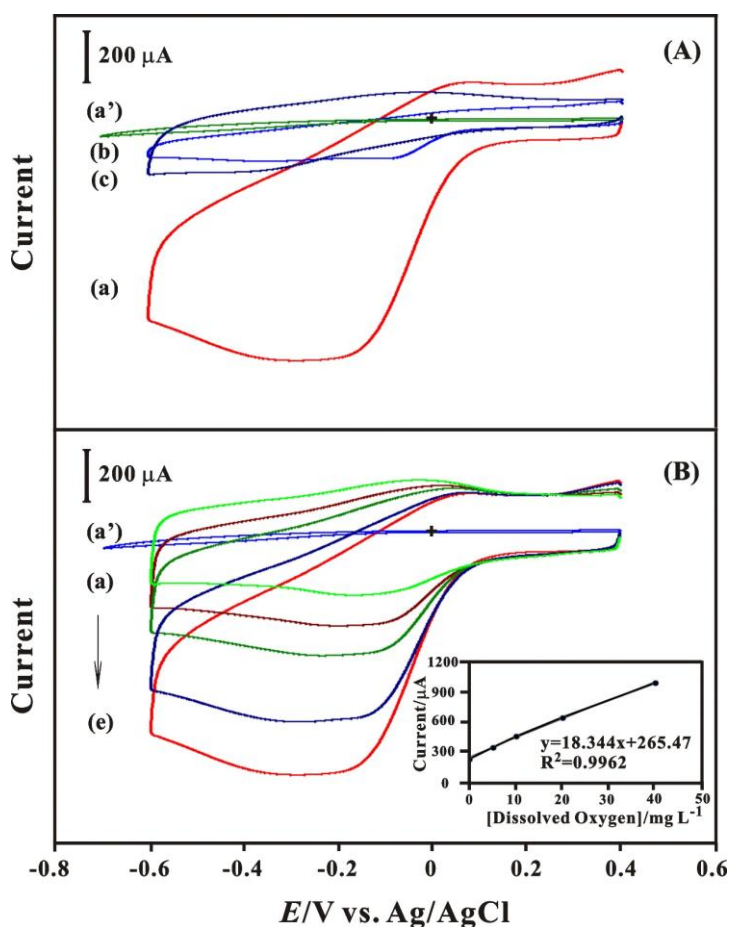 200 μA
(A)
(a')
(b)
(c)
(a)
Current
200 μA
(B)
(a')
(a)
(e)
Current
1200
900
600
300
0
Current/μA
y=18.344x+265.47
R²=0.9962
0 10 20 30 40 50
[Dissolved Oxygen]/mg L⁻¹
-0.8 -0.6 -0.4 -0.2 0 0.2 0.4 0.6
E/V vs. Ag/AgCl